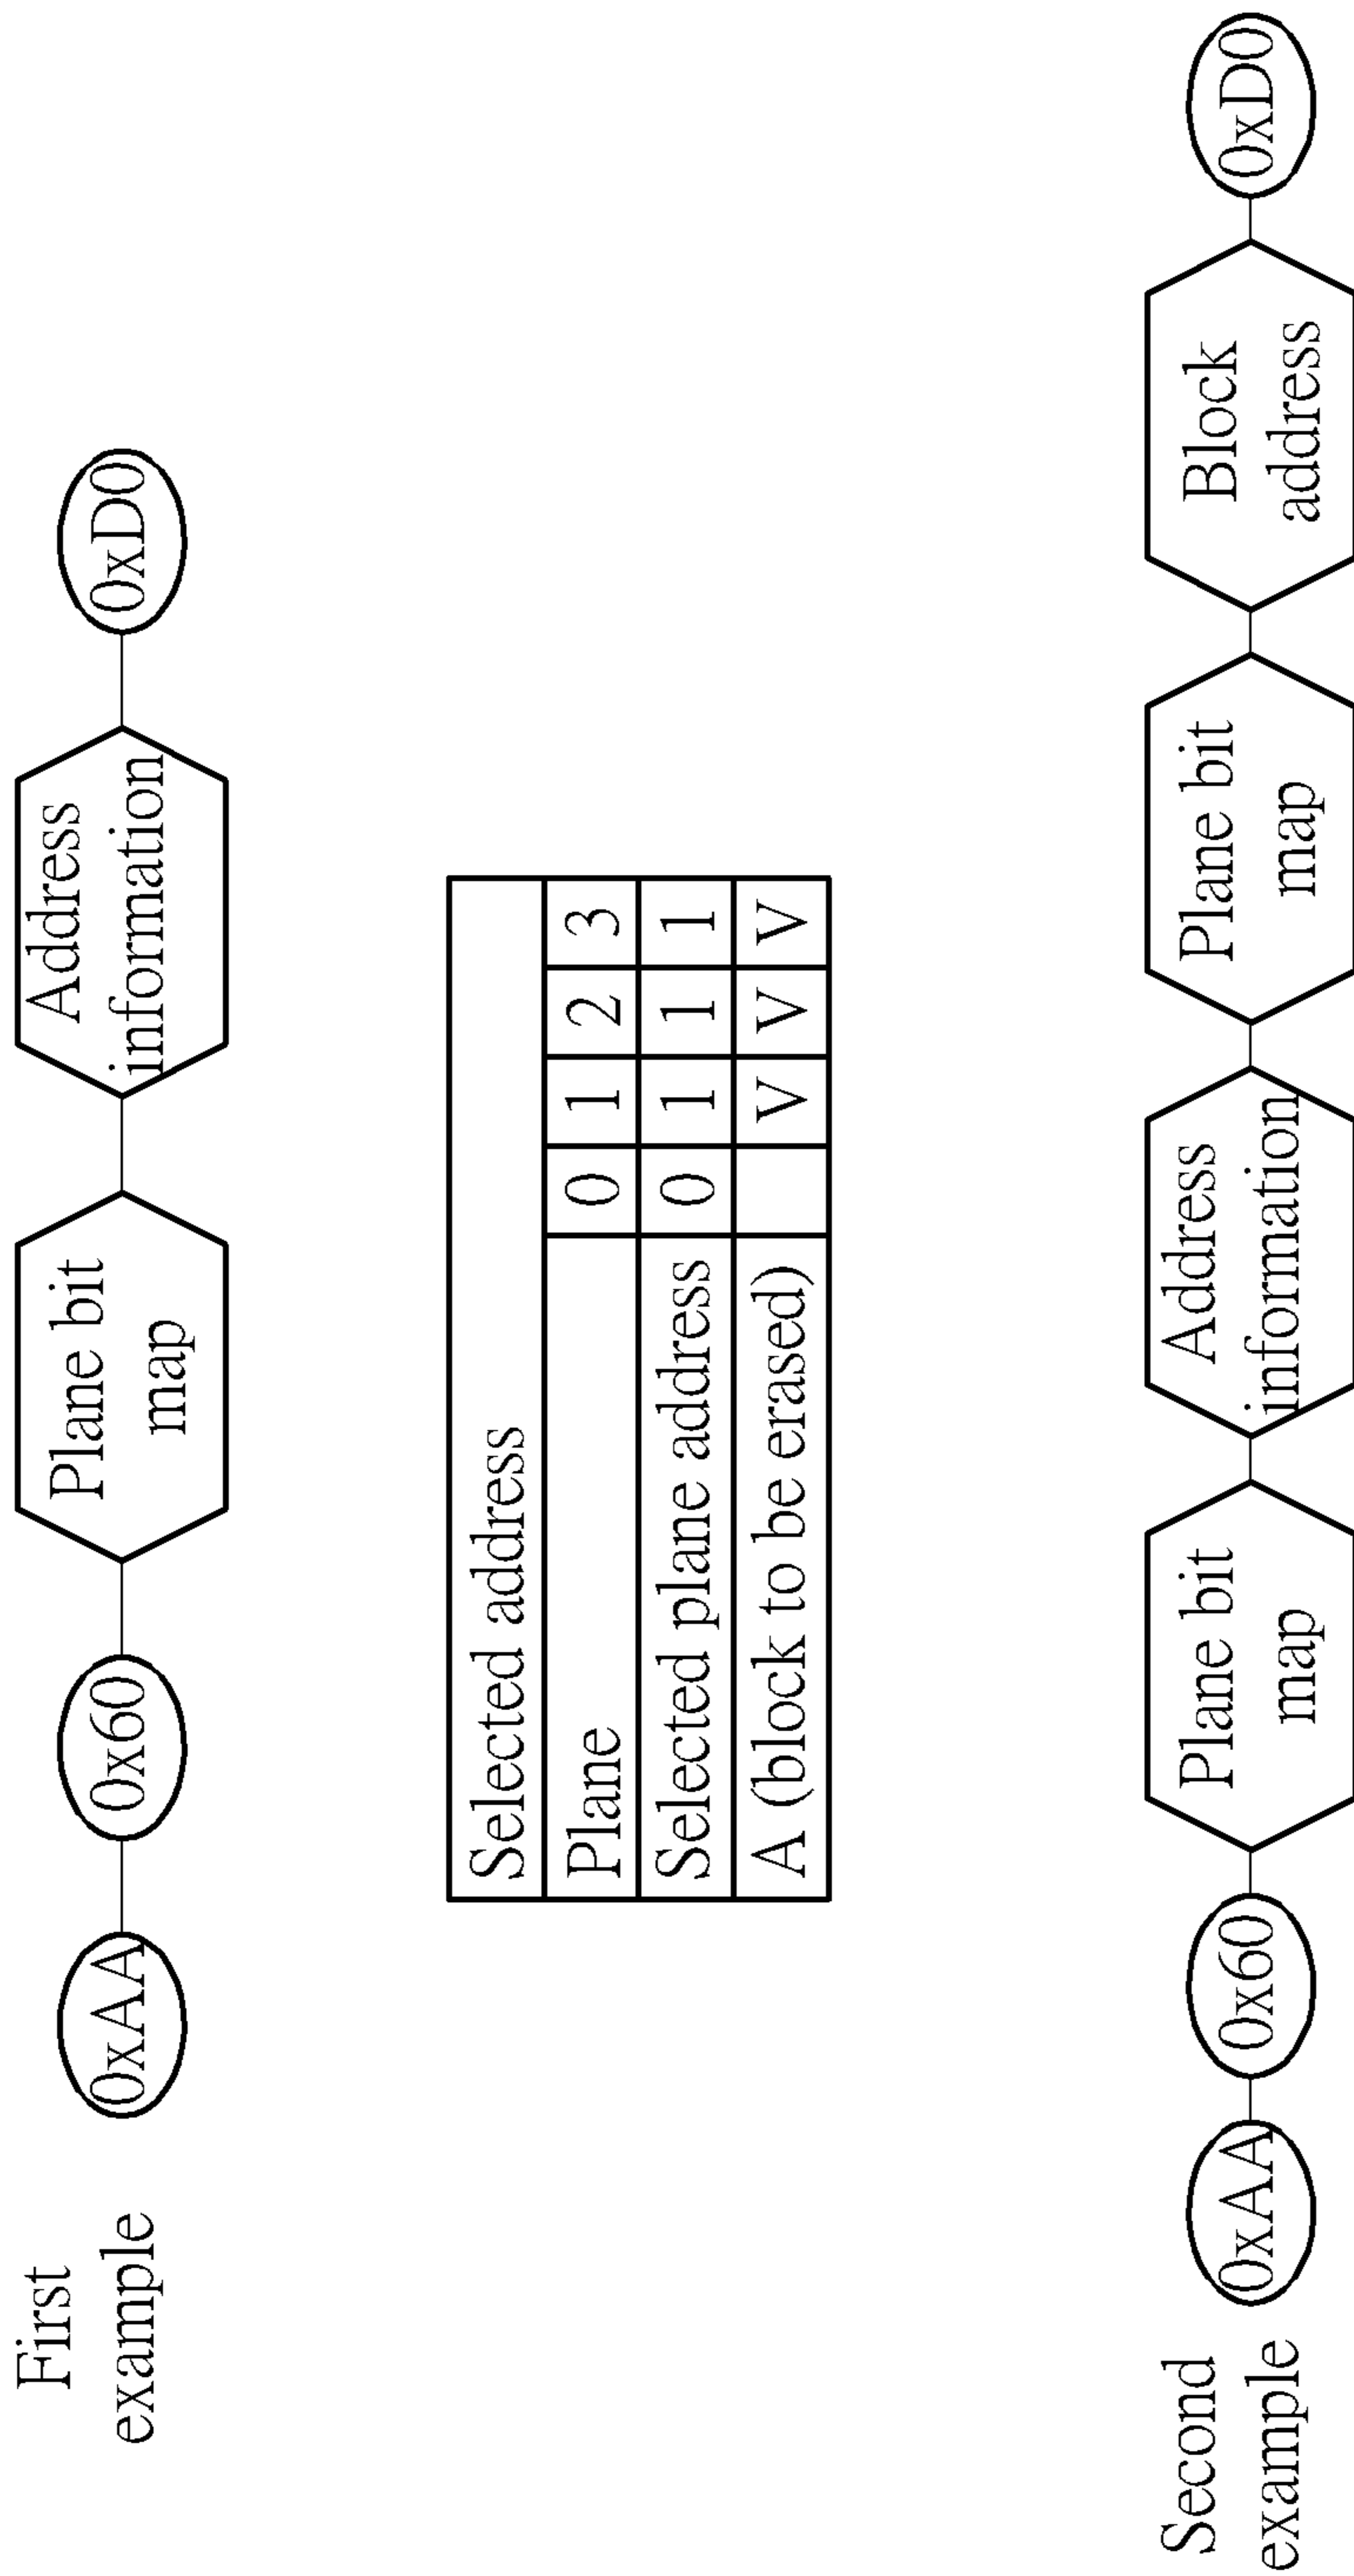 First
example
0xAA
0x60
Plane bit
map
Address
information
0xD0
Selected address
Plane 0 1 2 3
Selected plane address 0 1 1 1
A (block to be erased) V V V
Second
example
0xAA
0x60
Plane bit
map
Address
information
Plane bit
map
Block
address
0xD0